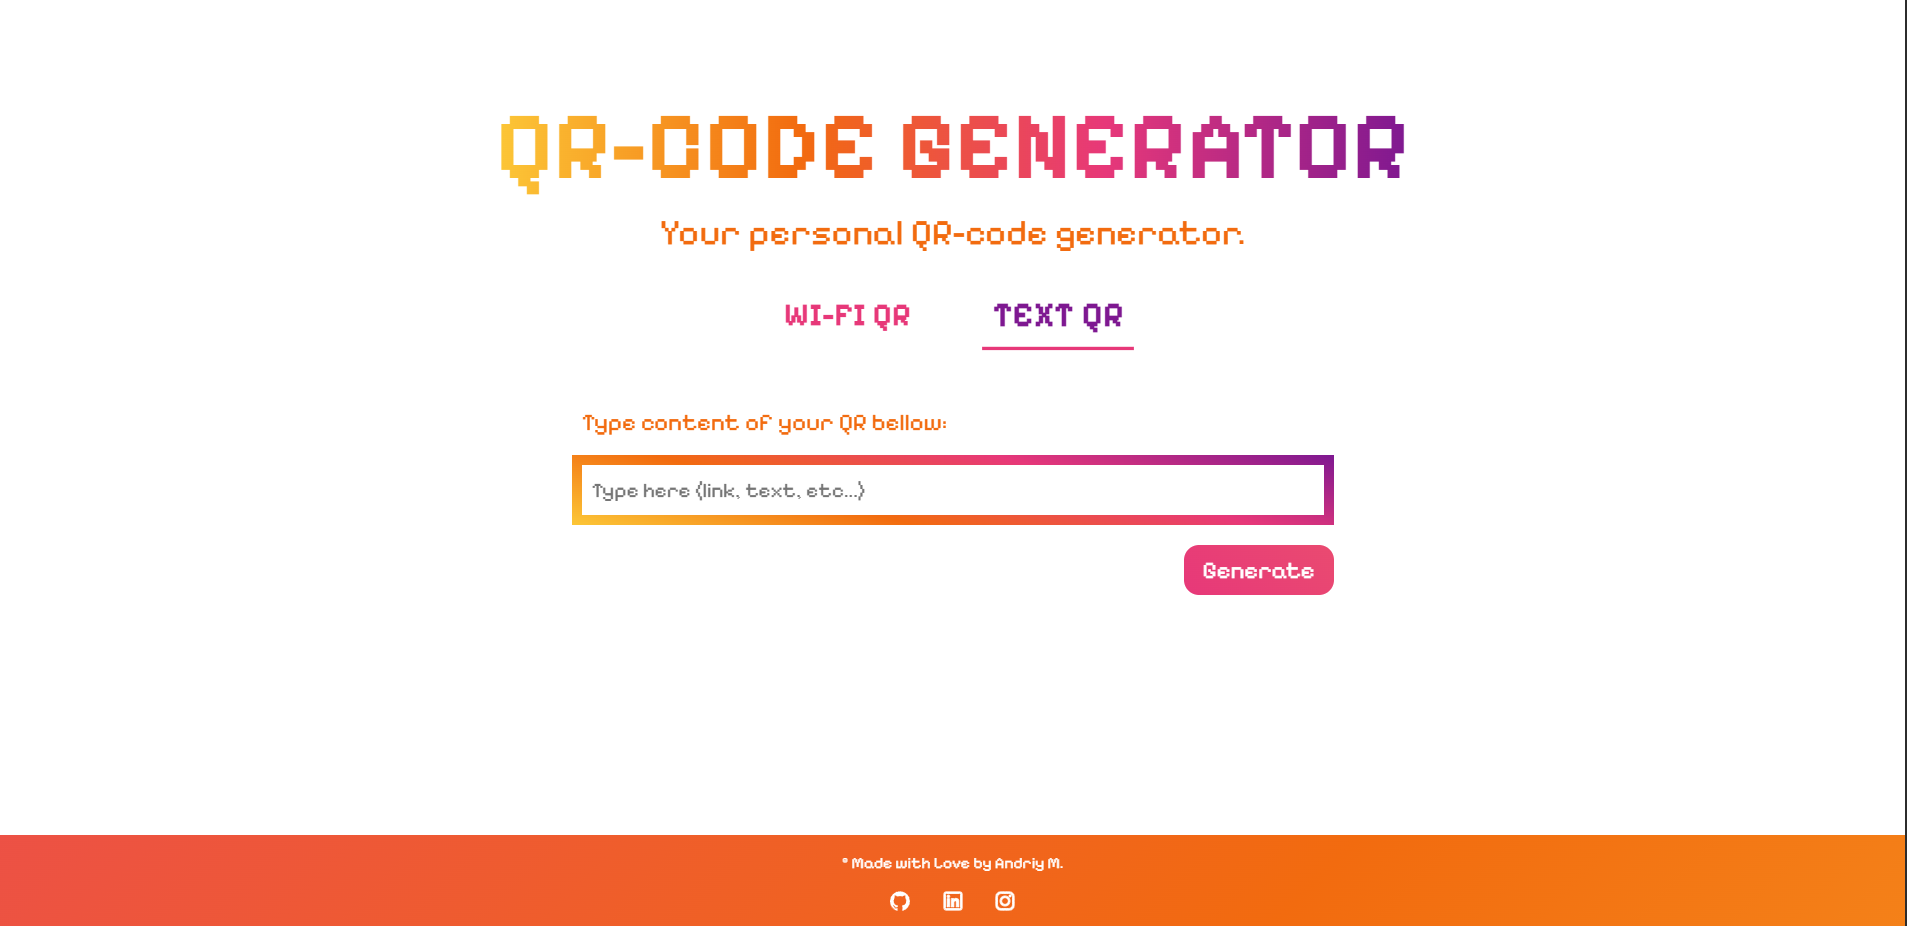 QR-CODE GENERATOR
Your personal QR-code generator.
WI-FI QR
TEXT QR
Type content of your QR bellow:
Type here (link, text, etc...)
Generate
* Made with Love by Andriy M.